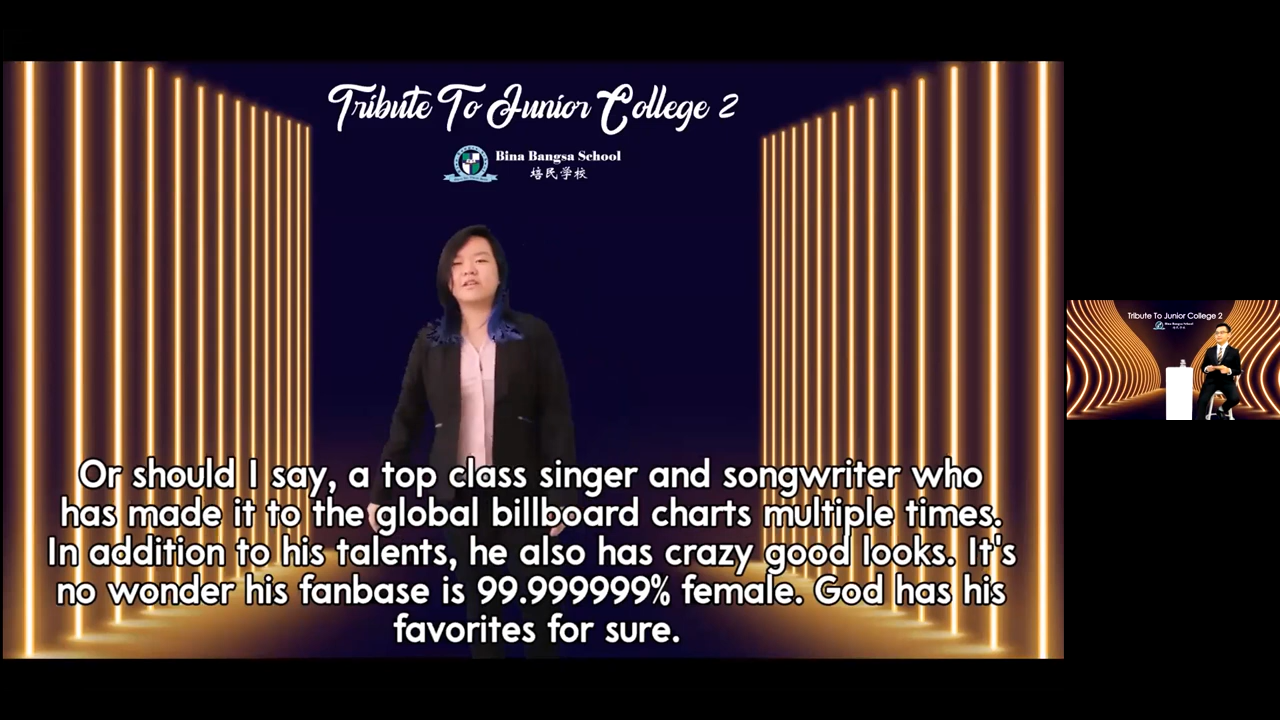 Tribute To Junior College 2
Bina Bangsa School
培民学校
Or should I say, a top class singer and songwriter who
has made it to the global billboard charts multiple times.
In addition to his talents, he also has crazy good looks. It's
no wonder his fanbase is 99.999999% female. God has his
favorites for sure.
Tribute To Junior College 2
Bina Bangsa School